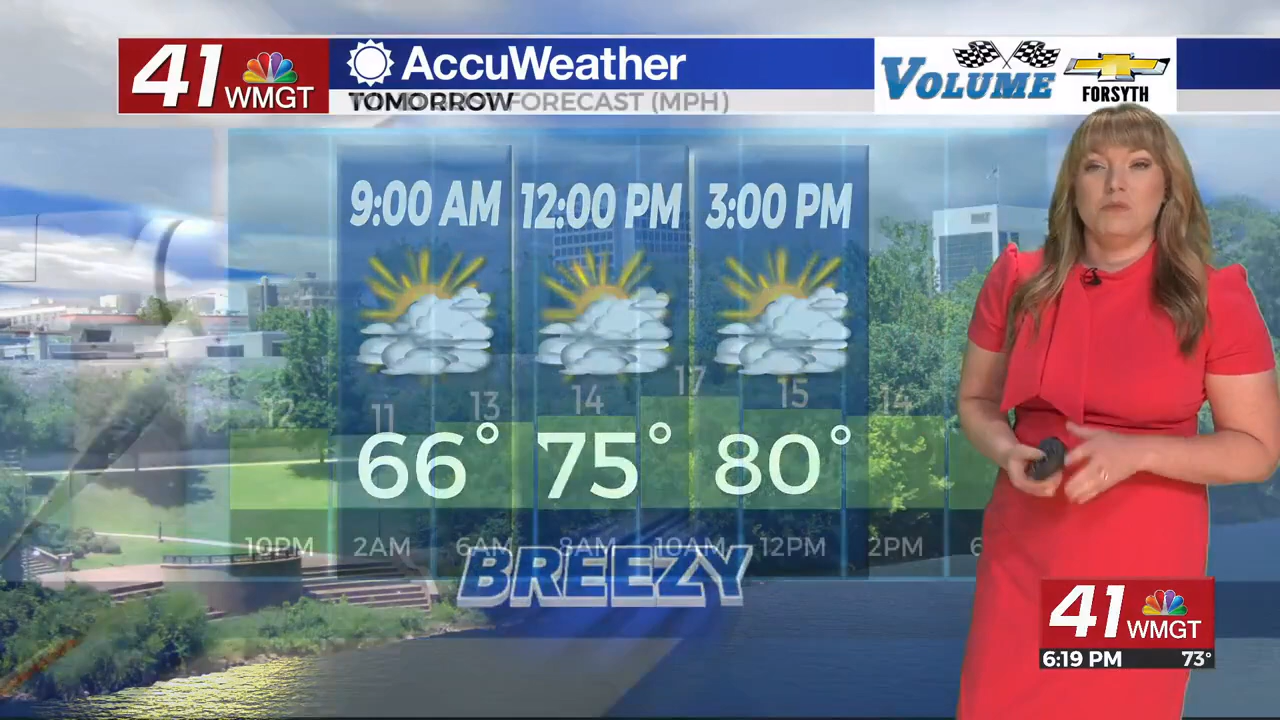 41 WMGT
AccuWeather
TOMORROW
FORECAST (MPH)
VOLUME
FORSYTH
9:00 AM 12:00 PM 3:00 PM
12 11 13 14 17 15 14
66° 75° 80°
10PM 2AM 6AM 8AM 10AM 12PM 2PM 6
BREEZY
41 WMGT
6:19 PM 73°